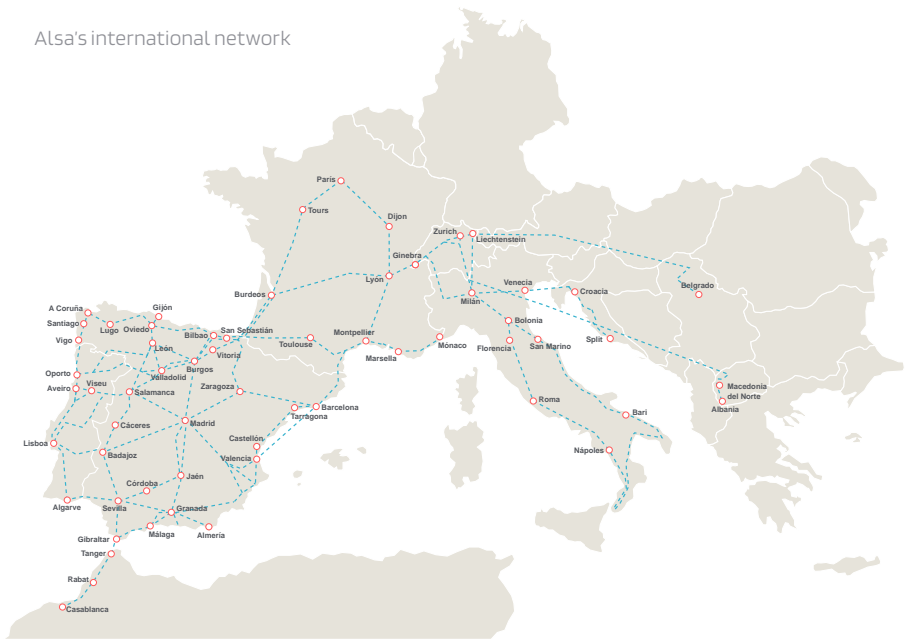 Alsa's international network
París
Tours
Dijon
Zurich
Liechtenstein
Ginebra
Lyón
Burdeos
Milán
Venecia
Croacia
Belgrado
A Coruña
Gijón
Santiago
Lugo
Oviedo
Bilbao
San Sebastián
Vigo
León
Vitoria
Toulouse
Montpellier
Marsella
Mónaco
Bolonia
Florencia
San Marino
Split
Oporto
Valladolid
Burgos
Aveiro
Viseu
Salamanca
Zaragoza
Macedonia
del Norte
Albania
Roma
Bari
Barcelona
Tarragona
Cáceres
Madrid
Castellón
Lisboa
Badajoz
Valencia
Nápoles
Jaén
Córdoba
Algarve
Sevilla
Granada
Gibraltar
Málaga
Almería
Tanger
Rabat
Casablanca